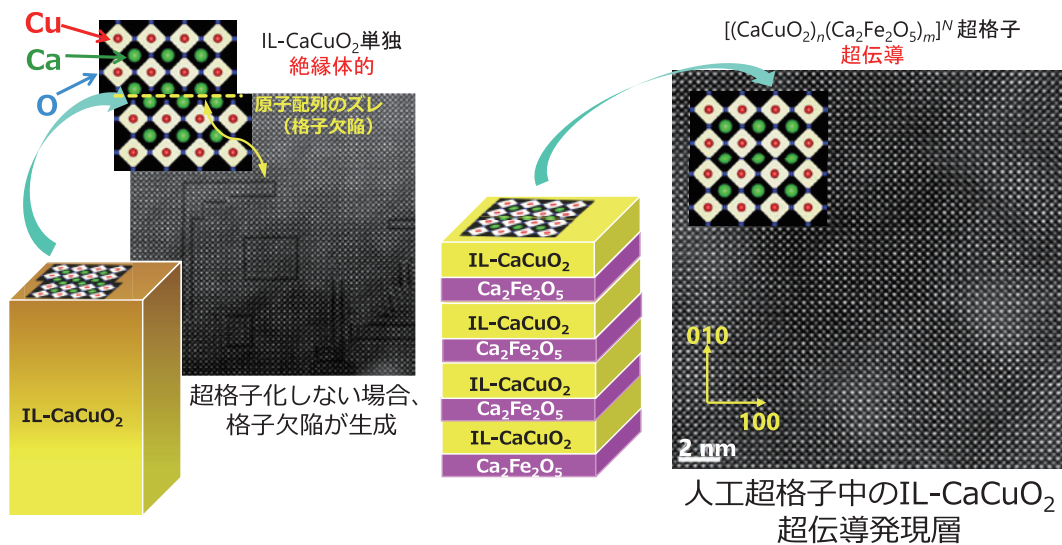 Cu
Ca
O
IL-CaCuO₂単独
絶縁体的
原子配列のズレ
（格子欠陥）
IL-CaCuO₂
超格子化しない場合、
格子欠陥が生成
IL-CaCuO₂
Ca₂Fe₂O₅
IL-CaCuO₂
Ca₂Fe₂O₅
IL-CaCuO₂
Ca₂Fe₂O₅
IL-CaCuO₂
Ca₂Fe₂O₅
[(CaCuO₂)ₙ(Ca₂Fe₂O₅)ₘ]ᴺ 超格子
超伝導
010
100
2 nm
人工超格子中のIL-CaCuO₂
超伝導発現層